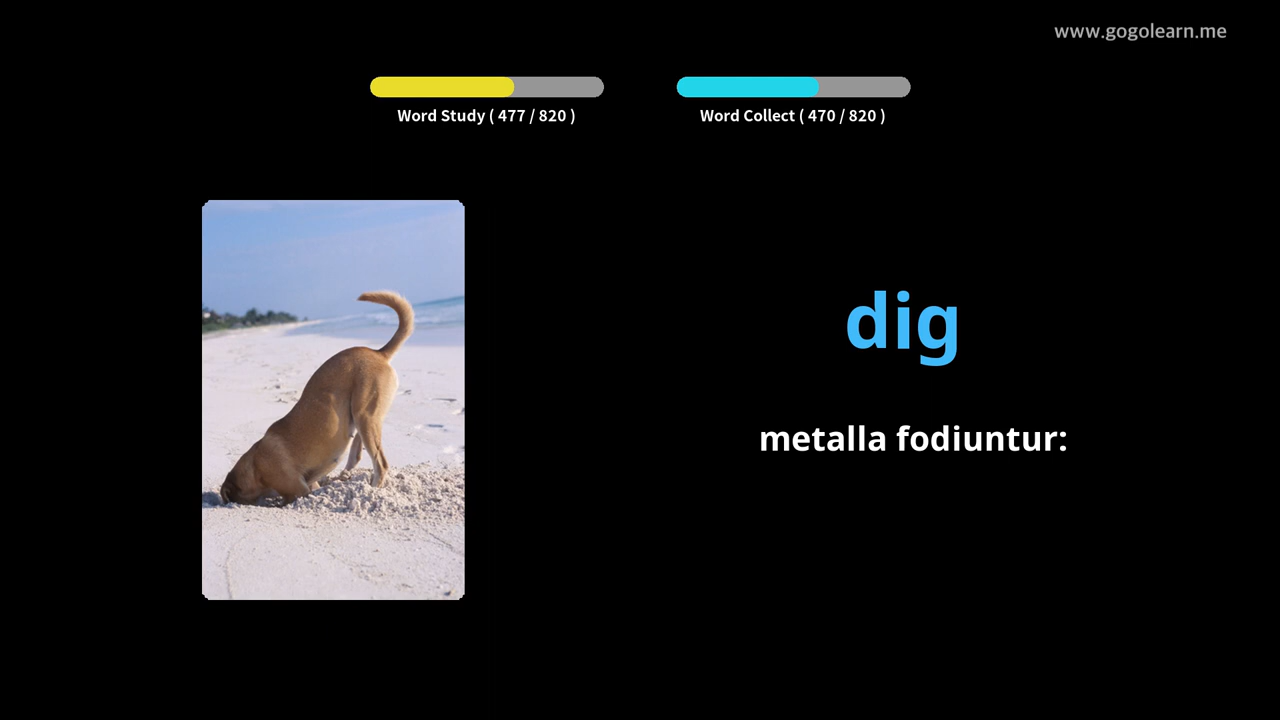 www.gogolearn.me
Word Study ( 477 / 820 )
Word Collect ( 470 / 820 )
dig
metalla fodiuntur: